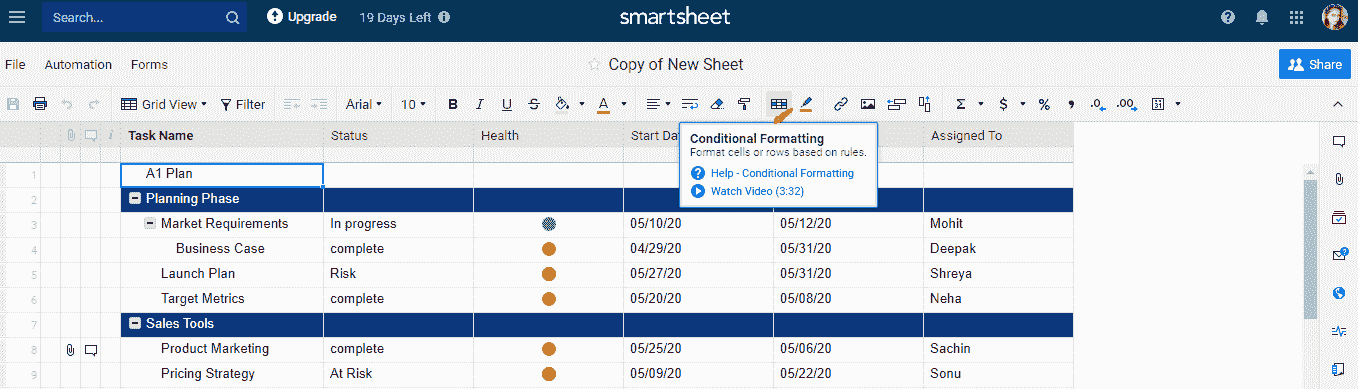 Search...
Upgrade
19 Days Left
smartsheet
File Automation Forms
Copy of New Sheet
Share
Grid View Filter Arial 10 B I U S A Σ $ % , .0 .00 31
Task Name Status Health Start Da Assigned To
Conditional Formatting
Format cells or rows based on rules.
Help - Conditional Formatting
Watch Video (3:32)
1 A1 Plan
2 Planning Phase
3 Market Requirements In progress 05/10/20 05/12/20 Mohit
4 Business Case complete 04/29/20 05/31/20 Deepak
5 Launch Plan Risk 05/27/20 05/31/20 Shreya
6 Target Metrics complete 05/20/20 05/08/20 Neha
7 Sales Tools
8 Product Marketing complete 05/25/20 05/06/20 Sachin
9 Pricing Strategy At Risk 05/09/20 05/22/20 Sonu